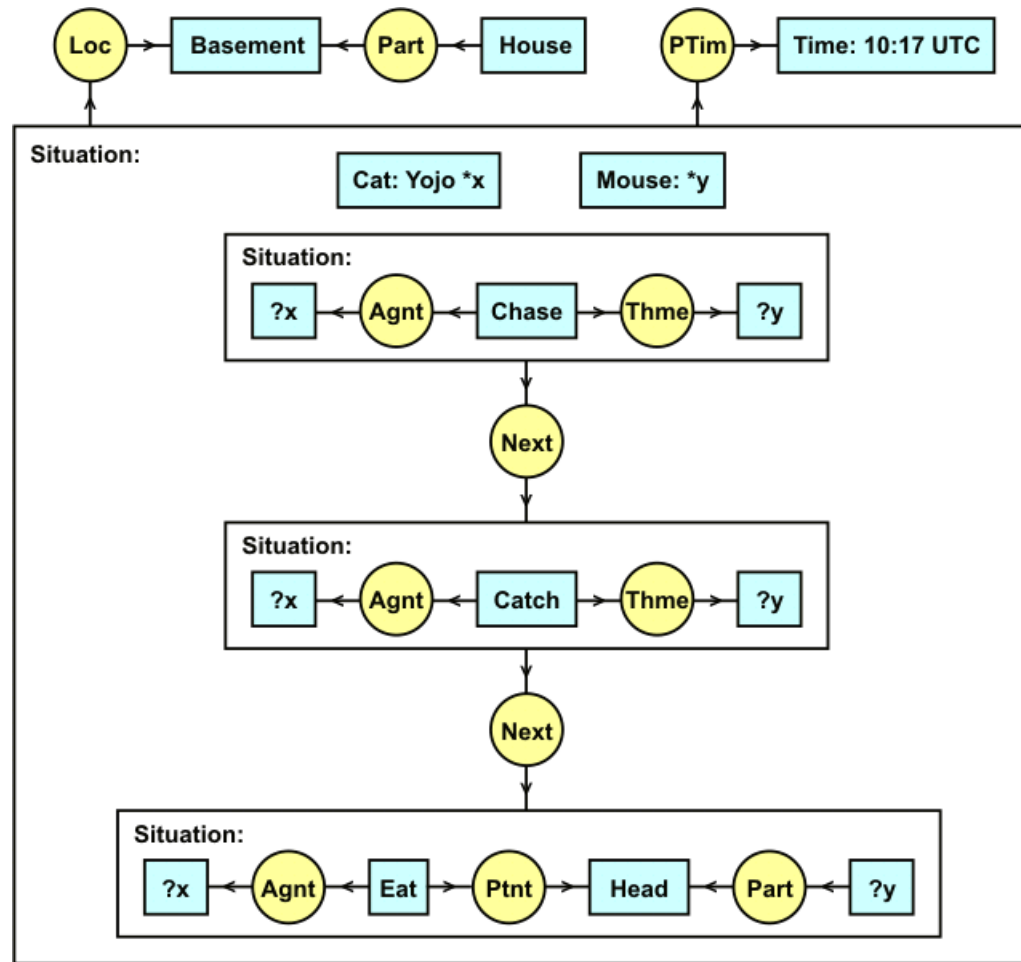 Loc Basement Part House PTim Time: 10:17 UTC
Situation:
Cat: Yojo *x Mouse: *y
Situation:
?x Agnt Chase Thme ?y
Next
Situation:
?x Agnt Catch Thme ?y
Next
Situation:
?x Agnt Eat Ptnt Head Part ?y